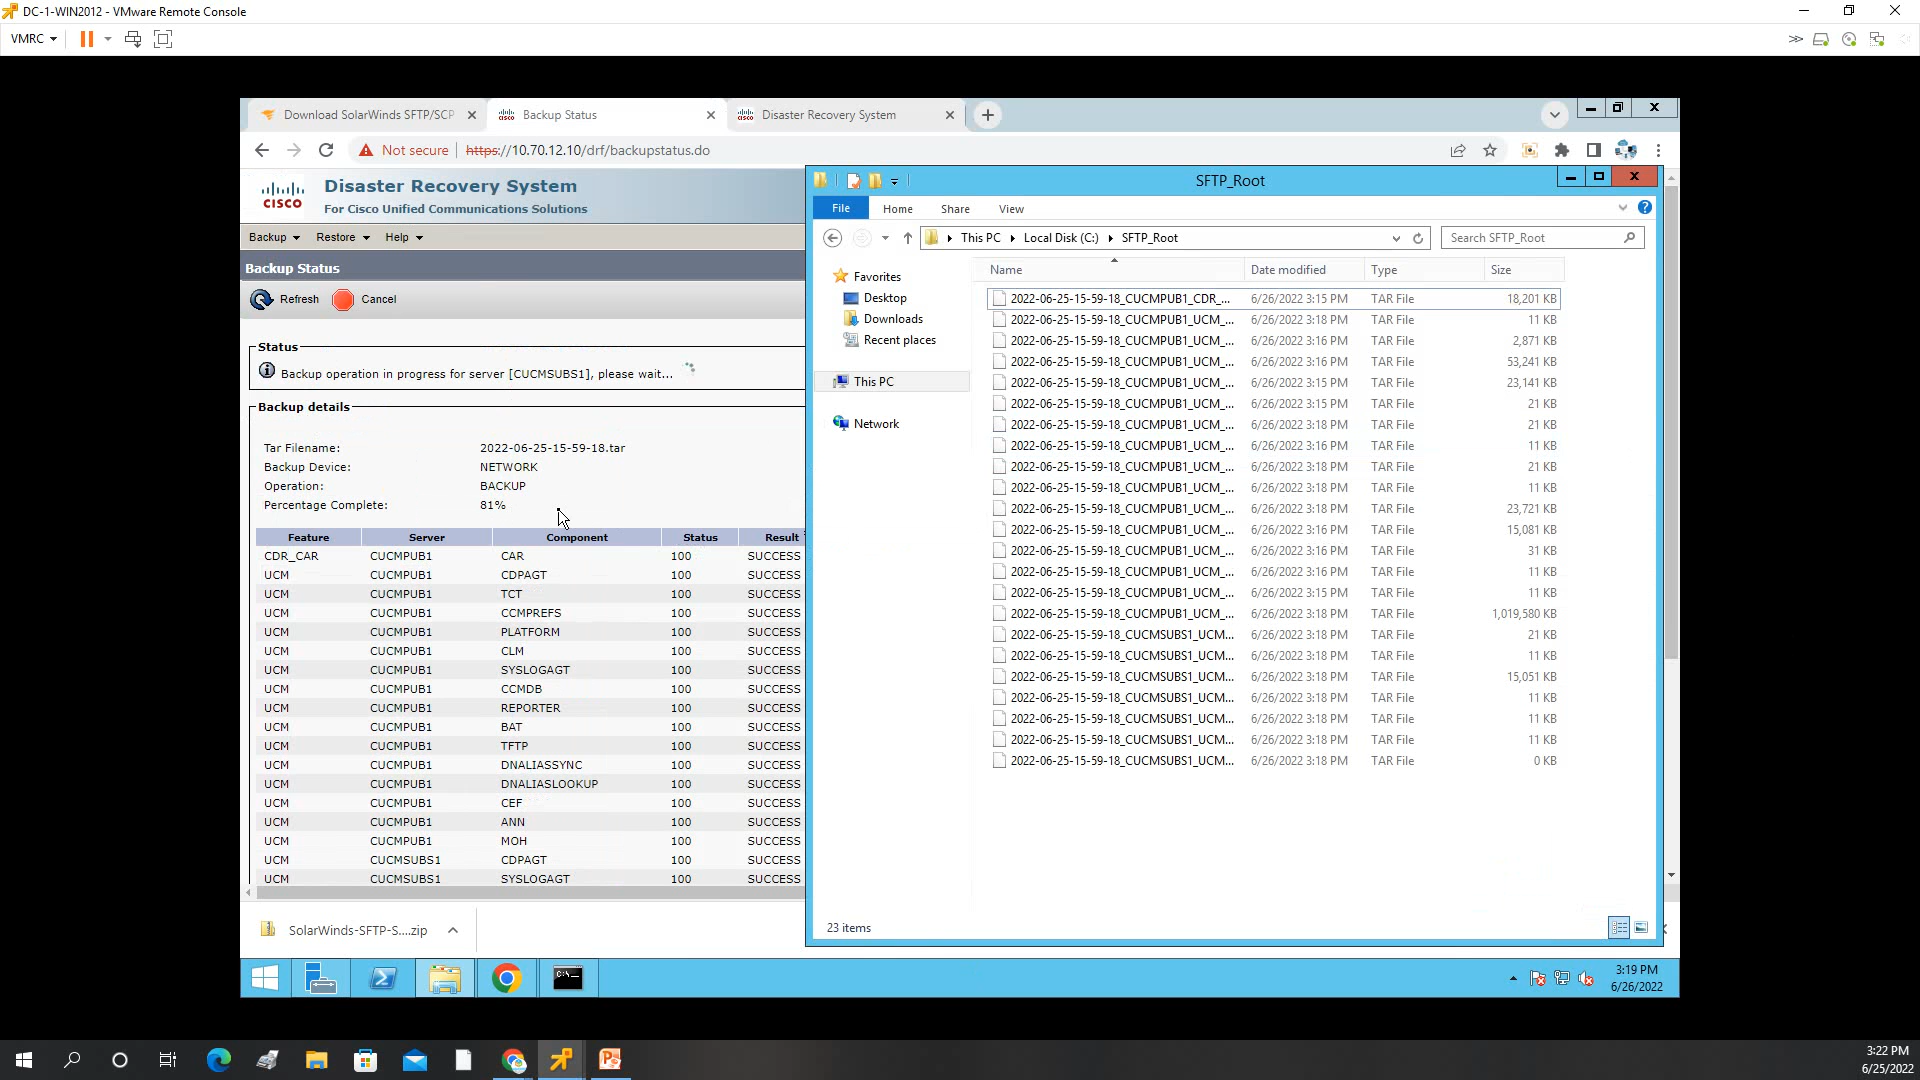 DC-1-WIN2012 - VMware Remote Console
VMRC
Download SolarWinds SFTP/SCP
Backup Status
Disaster Recovery System
Not secure
https://10.70.12.10/drf/backupstatus.do
CISCO
Disaster Recovery System
For Cisco Unified Communications Solutions
Backup Restore Help
Backup Status
Refresh Cancel
Status
Backup operation in progress for server [CUCMSUBS1], please wait...
Backup details
Tar Filename: 2022-06-25-15-59-18.tar
Backup Device: NETWORK
Operation: BACKUP
Percentage Complete: 81%
Feature Server Component Status Result
CDR_CAR CUCMPUB1 CAR 100 SUCCESS
UCM CUCMPUB1 CDPAGT 100 SUCCESS
UCM CUCMPUB1 TCT 100 SUCCESS
UCM CUCMPUB1 CCMPREFS 100 SUCCESS
UCM CUCMPUB1 PLATFORM 100 SUCCESS
UCM CUCMPUB1 CLM 100 SUCCESS
UCM CUCMPUB1 SYSLOGAGT 100 SUCCESS
UCM CUCMPUB1 CCMDB 100 SUCCESS
UCM CUCMPUB1 REPORTER 100 SUCCESS
UCM CUCMPUB1 BAT 100 SUCCESS
UCM CUCMPUB1 TFTP 100 SUCCESS
UCM CUCMPUB1 DNALIASSYNC 100 SUCCESS
UCM CUCMPUB1 DNALIASLOOKUP 100 SUCCESS
UCM CUCMPUB1 CEF 100 SUCCESS
UCM CUCMPUB1 ANN 100 SUCCESS
UCM CUCMPUB1 MOH 100 SUCCESS
UCM CUCMSUBS1 CDPAGT 100 SUCCESS
UCM CUCMSUBS1 SYSLOGAGT 100 SUCCESS
SolarWinds-SFTP-S....zip
SFTP_Root
File Home Share View
This PC Local Disk (C:) SFTP_Root
Search SFTP_Root
Favorites
Desktop
Downloads
Recent places
This PC
Network
Name Date modified Type Size
2022-06-25-15-59-18_CUCMPUB1_CDR_... 6/26/2022 3:15 PM TAR File 18,201 KB
2022-06-25-15-59-18_CUCMPUB1_UCM_... 6/26/2022 3:18 PM TAR File 11 KB
2022-06-25-15-59-18_CUCMPUB1_UCM_... 6/26/2022 3:16 PM TAR File 2,871 KB
2022-06-25-15-59-18_CUCMPUB1_UCM_... 6/26/2022 3:16 PM TAR File 53,241 KB
2022-06-25-15-59-18_CUCMPUB1_UCM_... 6/26/2022 3:15 PM TAR File 23,141 KB
2022-06-25-15-59-18_CUCMPUB1_UCM_... 6/26/2022 3:15 PM TAR File 21 KB
2022-06-25-15-59-18_CUCMPUB1_UCM_... 6/26/2022 3:18 PM TAR File 21 KB
2022-06-25-15-59-18_CUCMPUB1_UCM_... 6/26/2022 3:16 PM TAR File 11 KB
2022-06-25-15-59-18_CUCMPUB1_UCM_... 6/26/2022 3:18 PM TAR File 21 KB
2022-06-25-15-59-18_CUCMPUB1_UCM_... 6/26/2022 3:18 PM TAR File 11 KB
2022-06-25-15-59-18_CUCMPUB1_UCM_... 6/26/2022 3:18 PM TAR File 23,721 KB
2022-06-25-15-59-18_CUCMPUB1_UCM_... 6/26/2022 3:16 PM TAR File 15,081 KB
2022-06-25-15-59-18_CUCMPUB1_UCM_... 6/26/2022 3:16 PM TAR File 31 KB
2022-06-25-15-59-18_CUCMPUB1_UCM_... 6/26/2022 3:16 PM TAR File 11 KB
2022-06-25-15-59-18_CUCMPUB1_UCM_... 6/26/2022 3:15 PM TAR File 11 KB
2022-06-25-15-59-18_CUCMPUB1_UCM_... 6/26/2022 3:18 PM TAR File 1,019,580 KB
2022-06-25-15-59-18_CUCMSUBS1_UCM... 6/26/2022 3:18 PM TAR File 21 KB
2022-06-25-15-59-18_CUCMSUBS1_UCM... 6/26/2022 3:18 PM TAR File 11 KB
2022-06-25-15-59-18_CUCMSUBS1_UCM... 6/26/2022 3:18 PM TAR File 15,051 KB
2022-06-25-15-59-18_CUCMSUBS1_UCM... 6/26/2022 3:18 PM TAR File 11 KB
2022-06-25-15-59-18_CUCMSUBS1_UCM... 6/26/2022 3:18 PM TAR File 11 KB
2022-06-25-15-59-18_CUCMSUBS1_UCM... 6/26/2022 3:18 PM TAR File 11 KB
2022-06-25-15-59-18_CUCMSUBS1_UCM... 6/26/2022 3:18 PM TAR File 0 KB
23 items
3:19 PM
6/26/2022
3:22 PM
6/25/2022